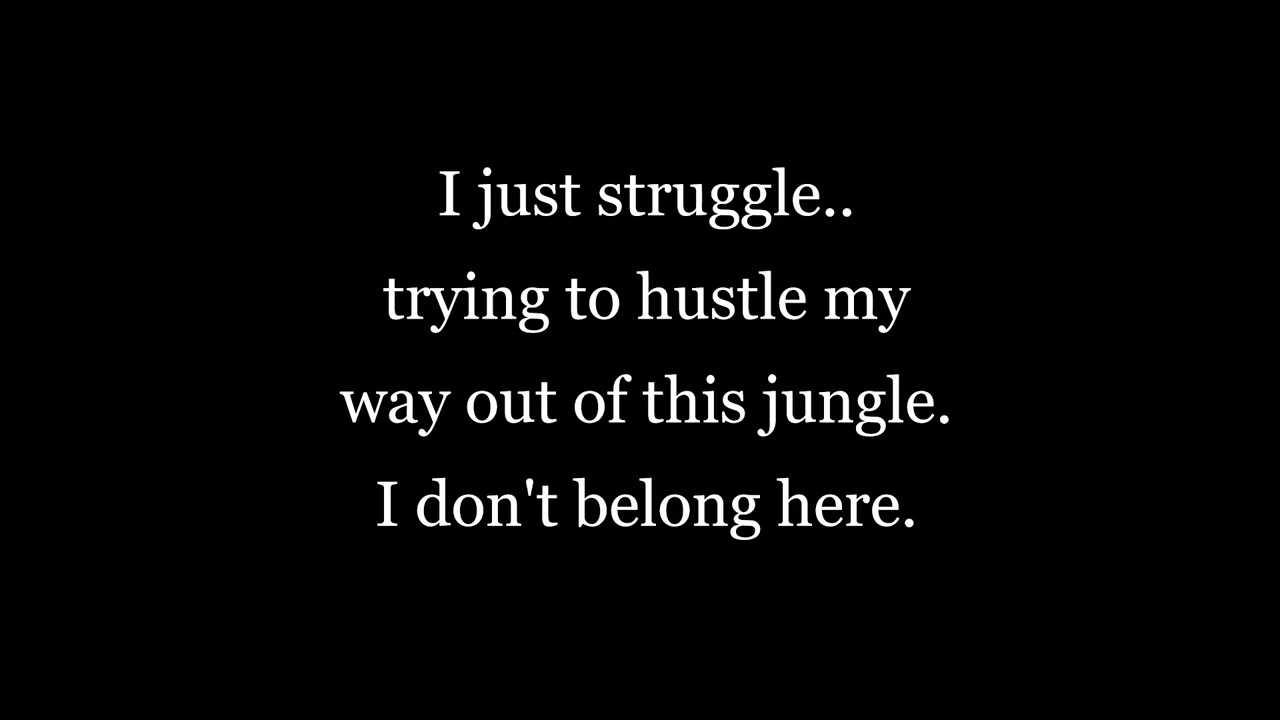 I just struggle..
trying to hustle my
way out of this jungle.
I don't belong here.